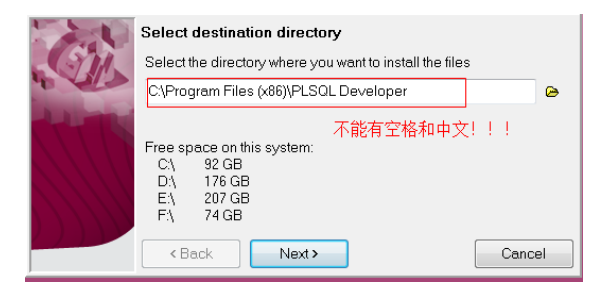 Select destination directory
Select the directory where you want to install the files
C:\Program Files (x86)\PLSQL Developer
不能有空格和中文！！！
Free space on this system:
C:\ 92 GB
D:\ 176 GB
E:\ 207 GB
F:\ 74 GB
< Back Next > Cancel